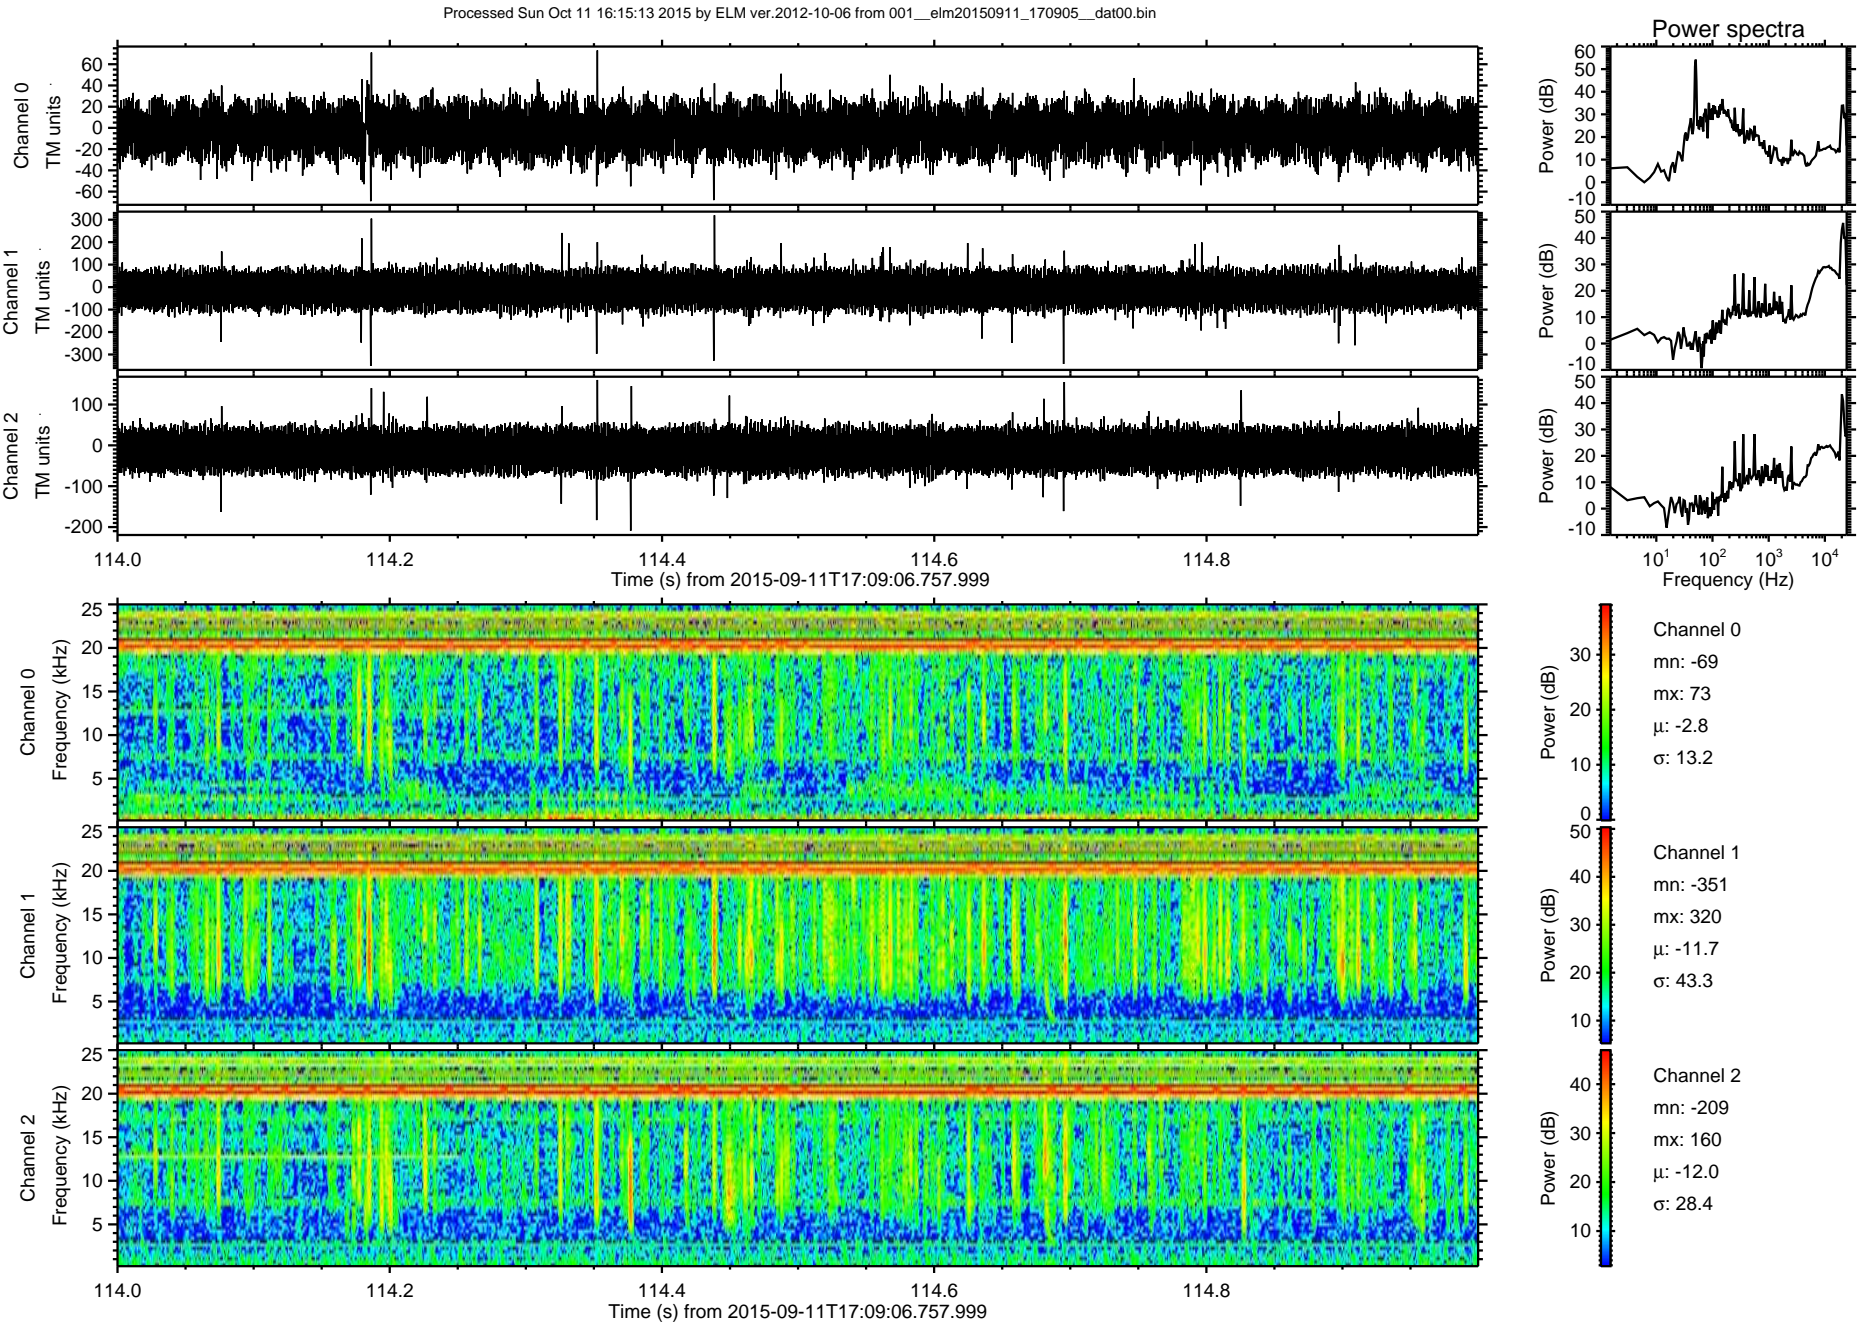 Processed Sun Oct 11 16:15:13 2015 by ELM ver.2012-10-06 from 001__elm20150911_170905__dat00.bin
Power spectra
Channel 0
TM units
60
40
20
0
-20
-40
-60
Power (dB)
60
50
40
30
20
10
0
-10
Channel 1
TM units
300
200
100
0
-100
-200
-300
Power (dB)
50
40
30
20
10
0
-10
Channel 2
TM units
100
0
-100
-200
Power (dB)
50
40
30
20
10
0
-10
114.0 114.2 114.4 114.6 114.8
Time (s) from 2015-09-11T17:09:06.757.999
10¹ 10² 10³ 10⁴
Frequency (Hz)
Channel 0
Frequency (kHz)
25
20
15
10
5
Power (dB)
30
20
10
0
Channel 0
mn: -69
mx: 73
μ: -2.8
σ: 13.2
Channel 1
Frequency (kHz)
25
20
15
10
5
Power (dB)
50
40
30
20
10
Channel 1
mn: -351
mx: 320
μ: -11.7
σ: 43.3
Channel 2
Frequency (kHz)
25
20
15
10
5
Power (dB)
40
30
20
10
Channel 2
mn: -209
mx: 160
μ: -12.0
σ: 28.4
114.0 114.2 114.4 114.6 114.8
Time (s) from 2015-09-11T17:09:06.757.999